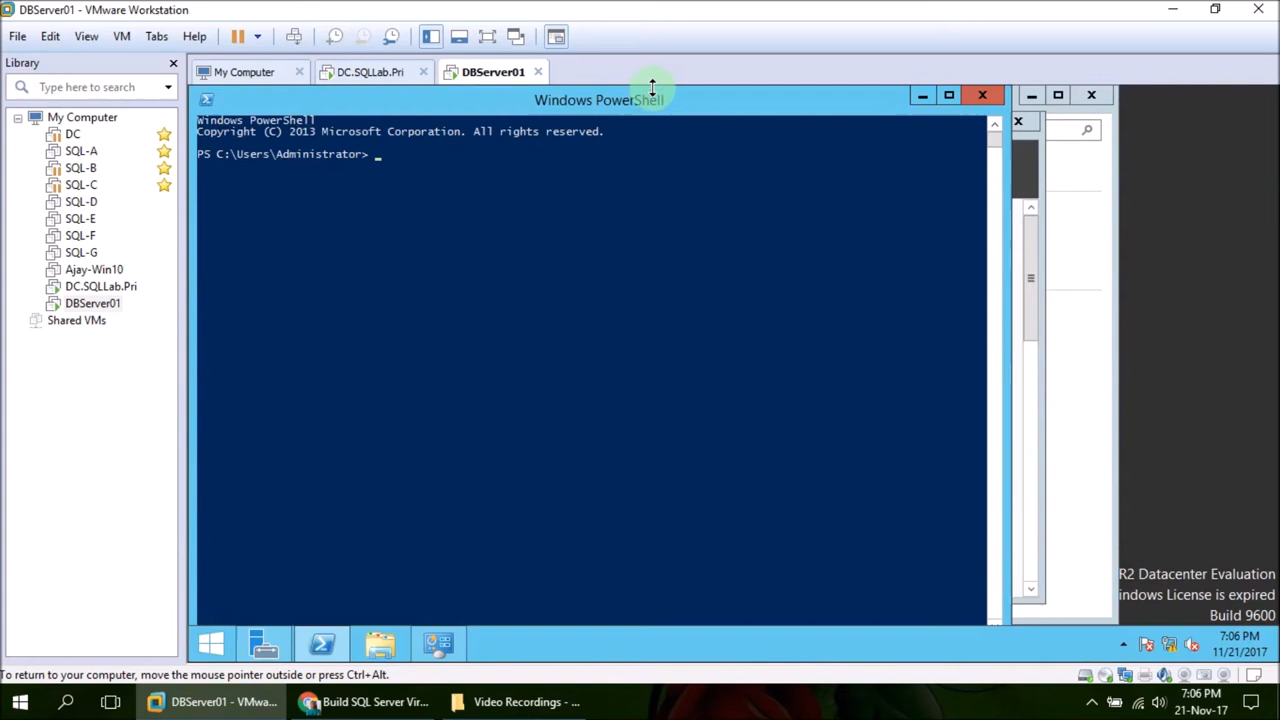 DBServer01 - VMware Workstation
File Edit View VM Tabs Help
Library
Type here to search
My Computer
DC
SQL-A
SQL-B
SQL-C
SQL-D
SQL-E
SQL-F
SQL-G
Ajay-Win10
DC.SQLLab.Pri
DBServer01
Shared VMs
My Computer DC.SQLLab.Pri DBServer01
Windows PowerShell
Windows PowerShell
Copyright (C) 2013 Microsoft Corporation. All rights reserved.
PS C:\Users\Administrator> _
R2 Datacenter Evaluation
indows License is expired
Build 9600
7:06 PM
11/21/2017
To return to your computer, move the mouse pointer outside or press Ctrl+Alt.
DBServer01 - VMwa...
Build SQL Server Vir...
Video Recordings - ...
7:06 PM
21-Nov-17